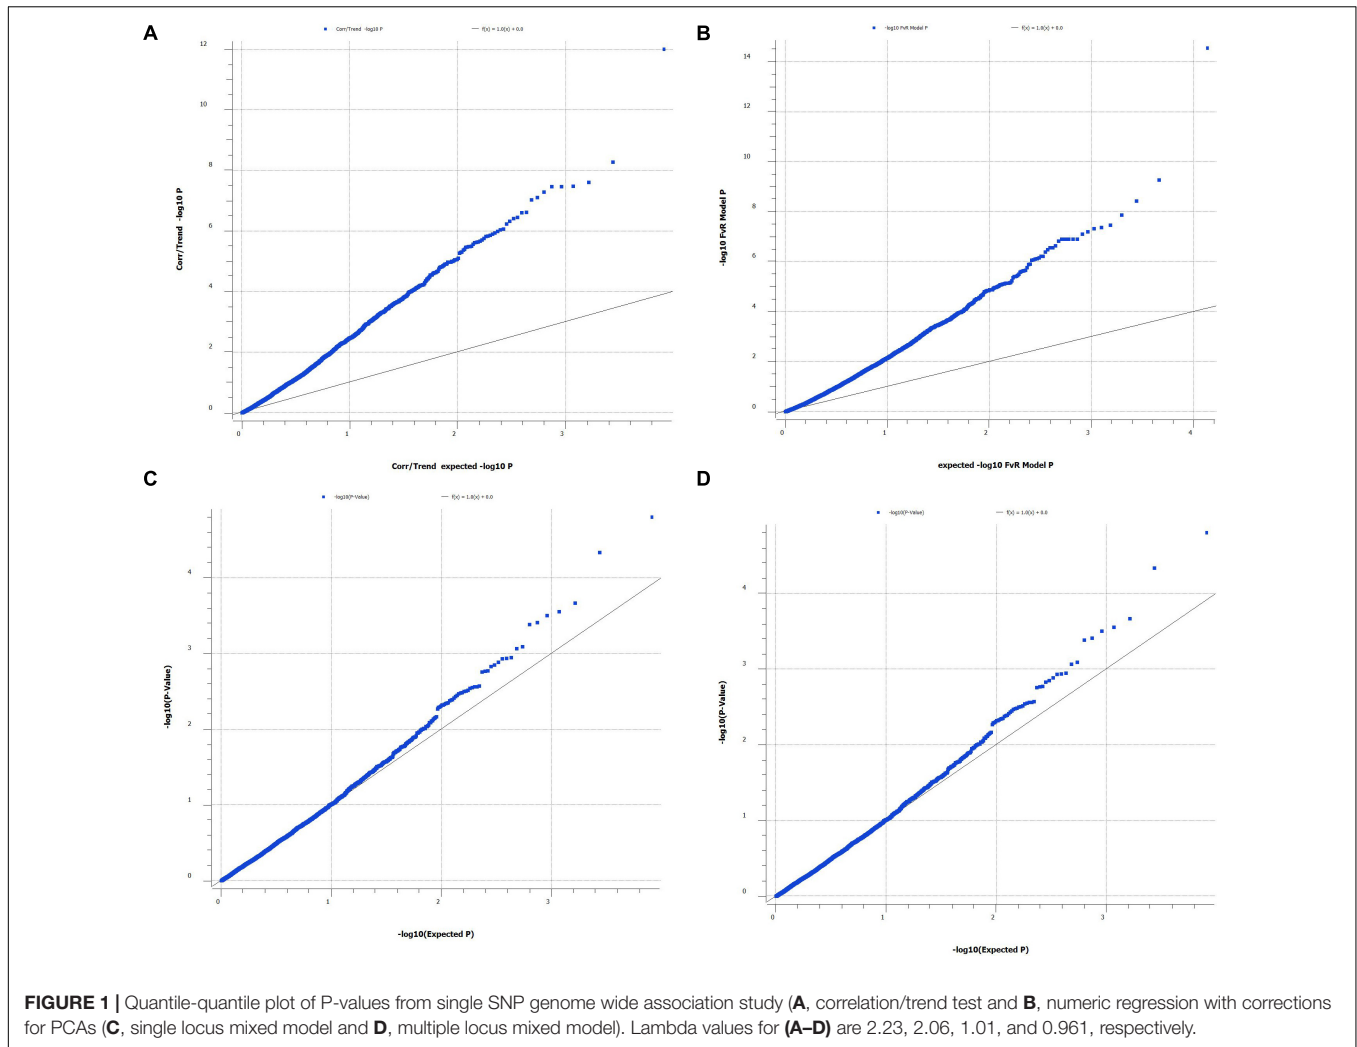 A
Corr/Trend -log10 P
f(x) = 1.0(x) + 0.0
12
10
8
6
4
2
0
Corr/Trend -log10 P
0 1 2 3
Corr/Trend expected -log10 P
B
-log10 FvR Model P
f(x) = 1.0(x) + 0.0
14
12
10
8
6
4
2
0
-log10 FvR Model P
0 1 2 3 4
expected -log10 FvR Model P
C
-log10(P-Value)
f(x) = 1.0(x) + 0.0
4
3
2
1
0
-log10(P-Value)
0 1 2 3
-log10(Expected P)
D
-log10(P-Value)
f(x) = 1.0(x) + 0.0
4
3
2
1
0
-log10(P-Value)
0 1 2 3
-log10(Expected P)
FIGURE 1 | Quantile-quantile plot of P-values from single SNP genome wide association study (A, correlation/trend test and B, numeric regression with corrections
for PCAs (C, single locus mixed model and D, multiple locus mixed model). Lambda values for (A–D) are 2.23, 2.06, 1.01, and 0.961, respectively.